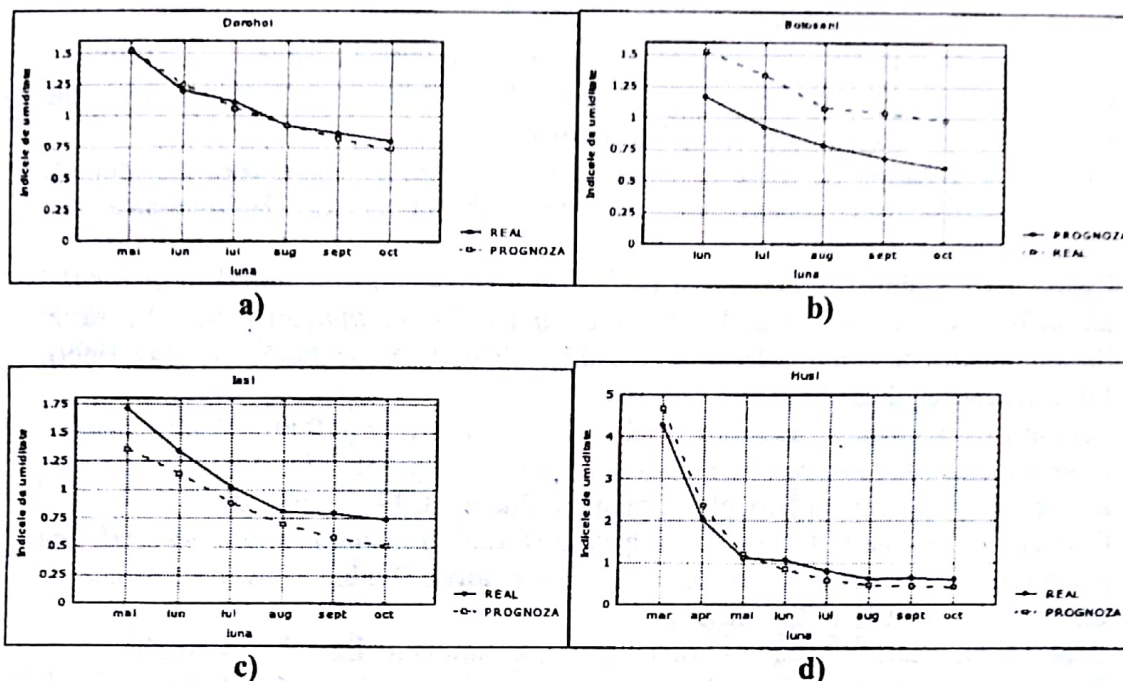 Dorohoi
1.5
1.25
1
0.75
0.5
0.25
0
Indicele de umiditate
mai iun iul aug sept oct
luna
REAL
PROGNOZA
a)
Botosani
1.5
1.25
1
0.75
0.5
0.25
0
Indicele de umiditate
iun iul aug sept oct
luna
PROGNOZA
REAL
b)
Iasi
1.75
1.5
1.25
1
0.75
0.5
0.25
0
Indicele de umiditate
mai iun iul aug sept oct
luna
REAL
PROGNOZA
c)
Husi
5
4
3
2
1
0
Indicele de umiditate
mar apr mai iun iul aug sept oct
luna
REAL
PROGNOZA
d)